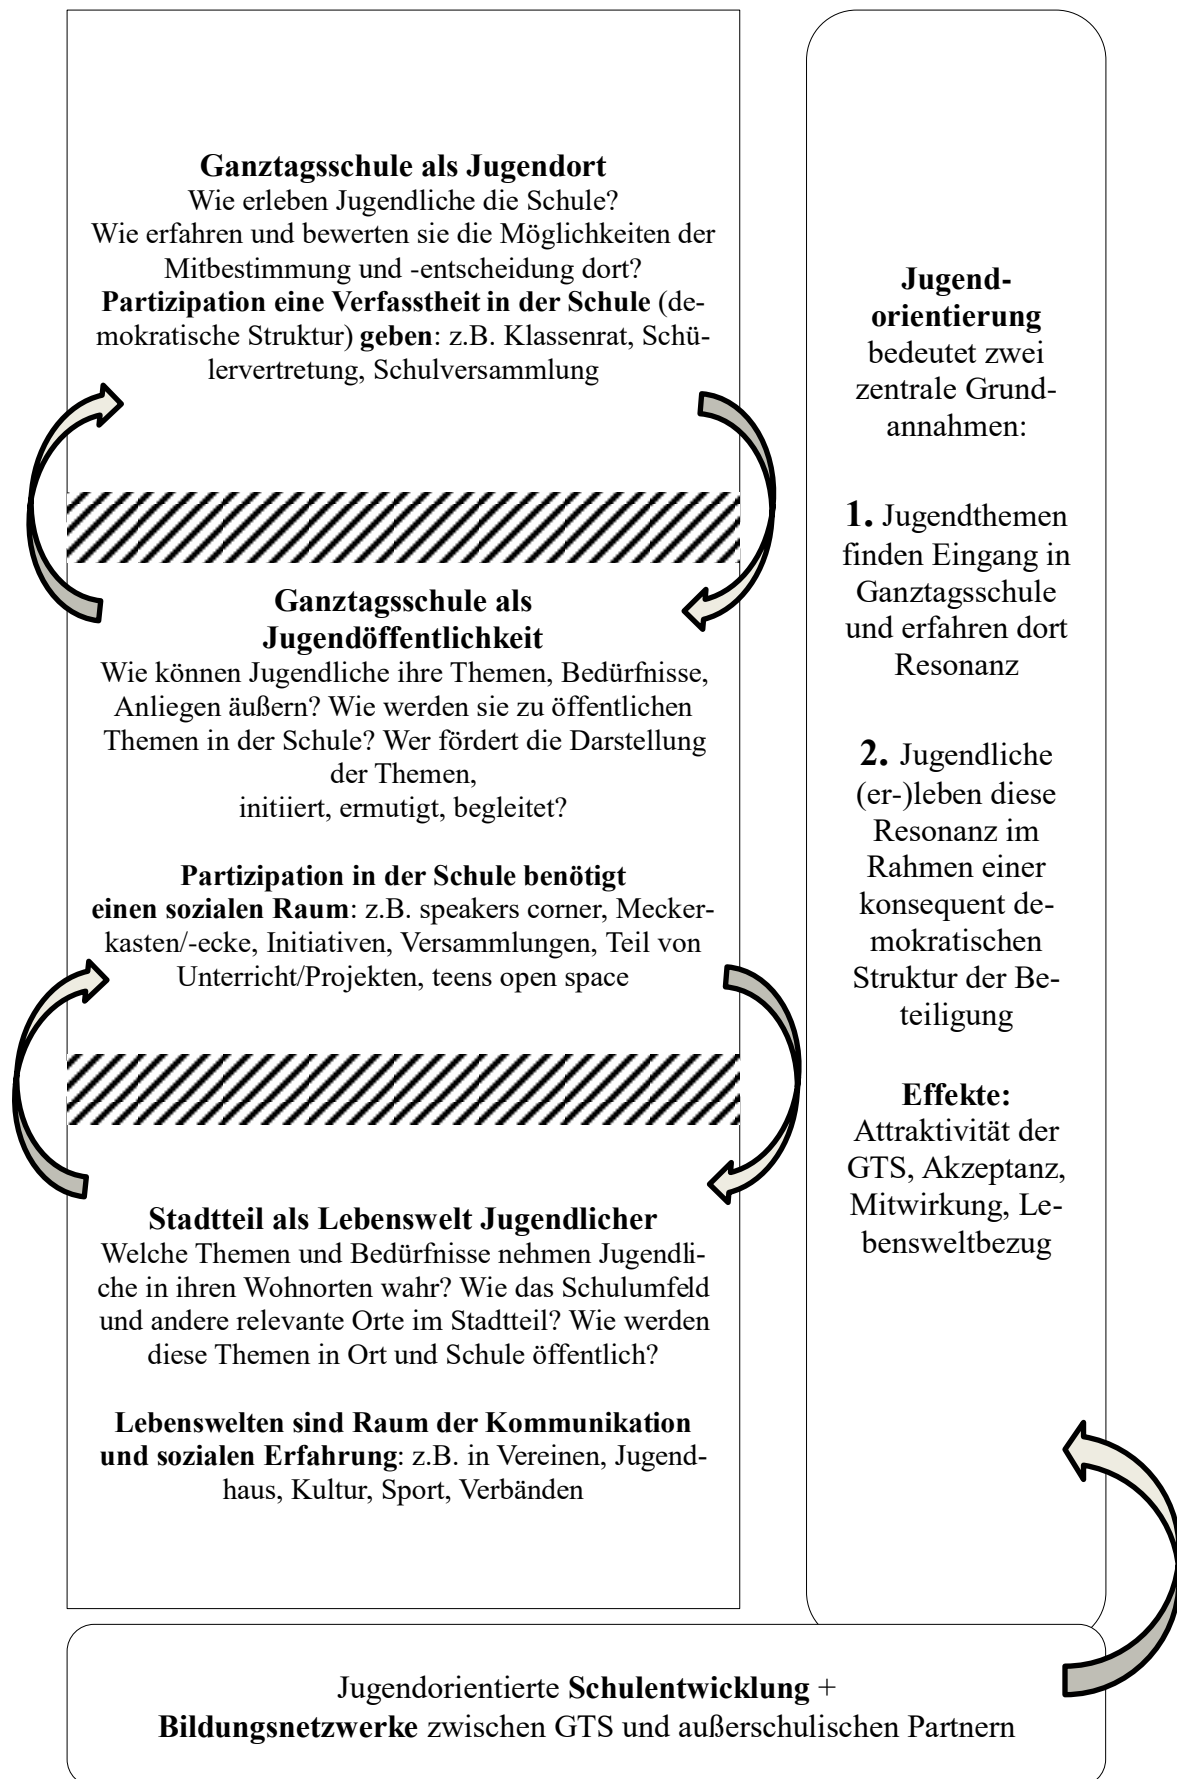 Ganztagsschule als Jugendort
Wie erleben Jugendliche die Schule?
Wie erfahren und bewerten sie die Möglichkeiten der
Mitbestimmung und -entscheidung dort?
Partizipation eine Verfasstheit in der Schule (de-
mokratische Struktur) geben: z.B. Klassenrat, Schü-
lervertretung, Schulversammlung
Ganztagsschule als
Jugendöffentlichkeit
Wie können Jugendliche ihre Themen, Bedürfnisse,
Anliegen äußern? Wie werden sie zu öffentlichen
Themen in der Schule? Wer fördert die Darstellung
der Themen,
initiiert, ermutigt, begleitet?
Partizipation in der Schule benötigt
einen sozialen Raum: z.B. speakers corner, Mecker-
kasten/-ecke, Initiativen, Versammlungen, Teil von
Unterricht/Projekten, teens open space
Stadtteil als Lebenswelt Jugendlicher
Welche Themen und Bedürfnisse nehmen Jugendli-
che in ihren Wohnorten wahr? Wie das Schulumfeld
und andere relevante Orte im Stadtteil? Wie werden
diese Themen in Ort und Schule öffentlich?
Lebenswelten sind Raum der Kommunikation
und sozialen Erfahrung: z.B. in Vereinen, Jugend-
haus, Kultur, Sport, Verbänden
Jugend-
orientierung
bedeutet zwei
zentrale Grund-
annahmen:
1. Jugendthemen
finden Eingang in
Ganztagsschule
und erfahren dort
Resonanz
2. Jugendliche
(er-)leben diese
Resonanz im
Rahmen einer
konsequent de-
mokratischen
Struktur der Be-
teiligung
Effekte:
Attraktivität der
GTS, Akzeptanz,
Mitwirkung, Le-
bensweltbezug
Jugendorientierte Schulentwicklung +
Bildungsnetzwerke zwischen GTS und außerschulischen Partnern